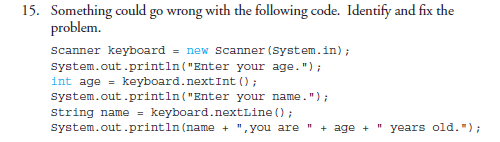 15. Something could go wrong with the following code. Identify and fix the
problem.
Scanner keyboard = new Scanner(System.in);
System.out.println("Enter your age.");
int age = keyboard.nextInt();
System.out.println("Enter your name.");
String name = keyboard.nextLine();
System.out.println(name + ",you are " + age + " years old.");